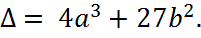 Δ = 4a³ + 27b².